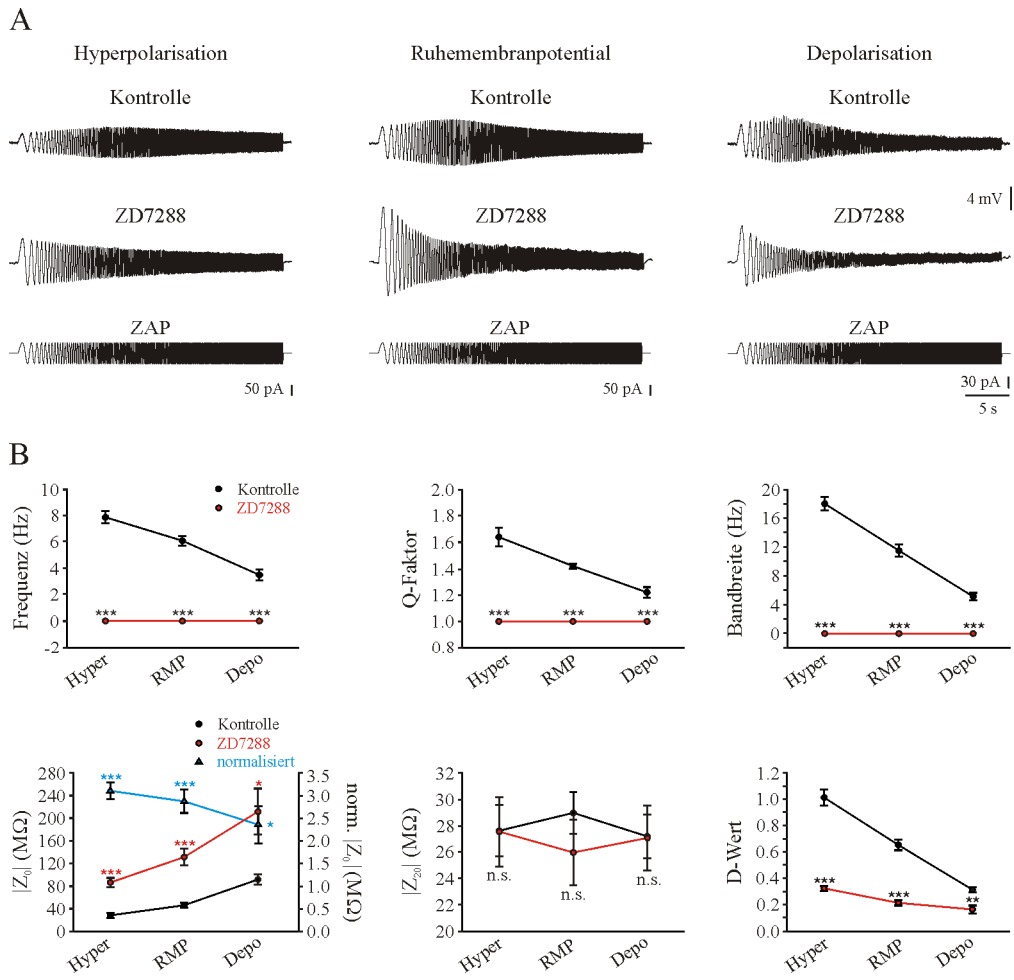 A
Hyperpolarisation Ruhemembranpotential Depolarisation
Kontrolle Kontrolle Kontrolle
4 mV
ZD7288 ZD7288 ZD7288
ZAP ZAP ZAP
50 pA 50 pA 30 pA
5 s
B
Frequenz (Hz)
10
8
6
4
2
0
-2
Kontrolle
ZD7288
*** *** ***
Hyper RMP Depo
Q-Faktor
2.0
1.8
1.6
1.4
1.2
1.0
0.8
*** *** ***
Hyper RMP Depo
Bandbreite (Hz)
20
16
12
8
4
0
*** *** ***
Hyper RMP Depo
Kontrolle
ZD7288
normalisiert
|Z0| (MΩ)
280
240
200
160
120
80
40
0
*** *** *
*** *** *
3.5
3.0
2.5
2.0
1.5
1.0
0.5
0.0
norm. |Z0| (MΩ)
Hyper RMP Depo
|Z20| (MΩ)
36
34
32
30
28
26
24
22
20
n.s. n.s. n.s.
Hyper RMP Depo
D-Wert
1.2
1.0
0.8
0.6
0.4
0.2
0.0
*** *** **
Hyper RMP Depo